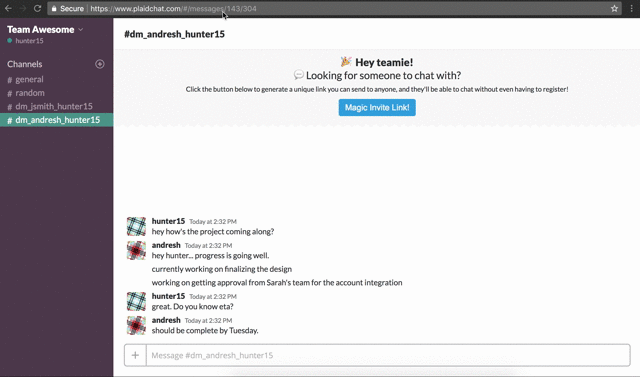 Secure https://www.plaidchat.com/#/messages/143/304
Team Awesome
hunter15
Channels
# general
# random
# dm_jsmith_hunter15
# dm_andresh_hunter15
#dm_andresh_hunter15
🎉 Hey teamie!
💬 Looking for someone to chat with?
Click the button below to generate a unique link you can send to anyone, and they'll be able to chat without even having to register!
Magic Invite Link!
hunter15 Today at 2:32 PM
hey how's the project coming along?
andresh Today at 2:32 PM
hey hunter... progress is going well.
currently working on finalizing the design
working on getting approval from Sarah's team for the account integration
hunter15 Today at 2:32 PM
great. Do you know eta?
andresh Today at 2:32 PM
should be complete by Tuesday.
+ Message #dm_andresh_hunter15